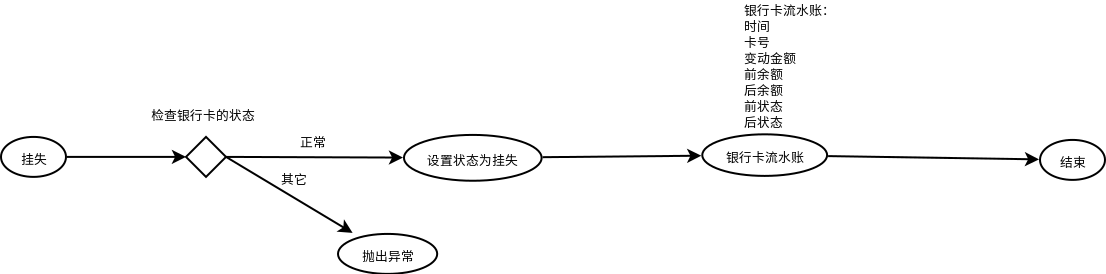 银行卡流水账：
时间
卡号
变动金额
前余额
后余额
前状态
后状态
检查银行卡的状态
正常
挂失
设置状态为挂失
银行卡流水账
结束
其它
抛出异常